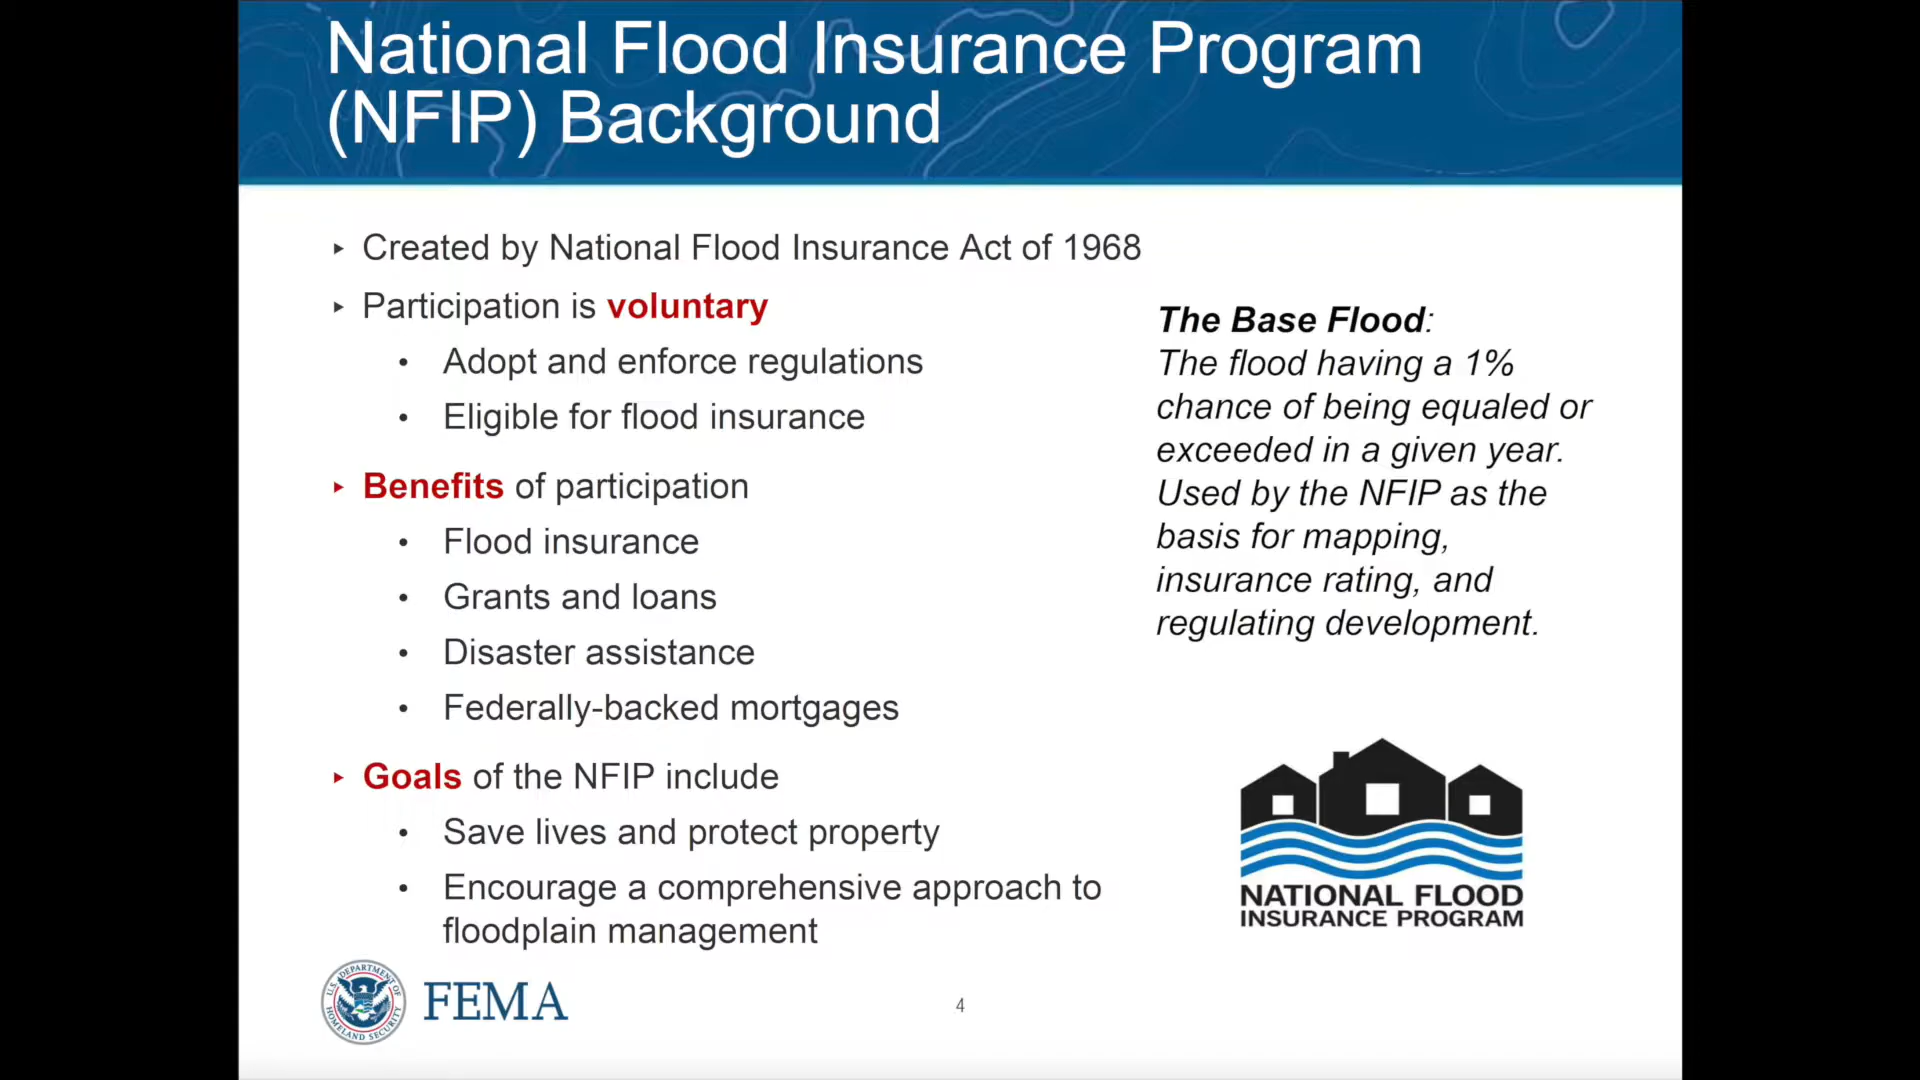 National Flood Insurance Program
(NFIP) Background
▸ Created by National Flood Insurance Act of 1968
▸ Participation is voluntary
• Adopt and enforce regulations
• Eligible for flood insurance
▸ Benefits of participation
• Flood insurance
• Grants and loans
• Disaster assistance
• Federally-backed mortgages
▸ Goals of the NFIP include
• Save lives and protect property
• Encourage a comprehensive approach to
floodplain management
The Base Flood:
The flood having a 1%
chance of being equaled or
exceeded in a given year.
Used by the NFIP as the
basis for mapping,
insurance rating, and
regulating development.
NATIONAL FLOOD
INSURANCE PROGRAM
U.S. DEPARTMENT OF
HOMELAND SECURITY
FEMA
4